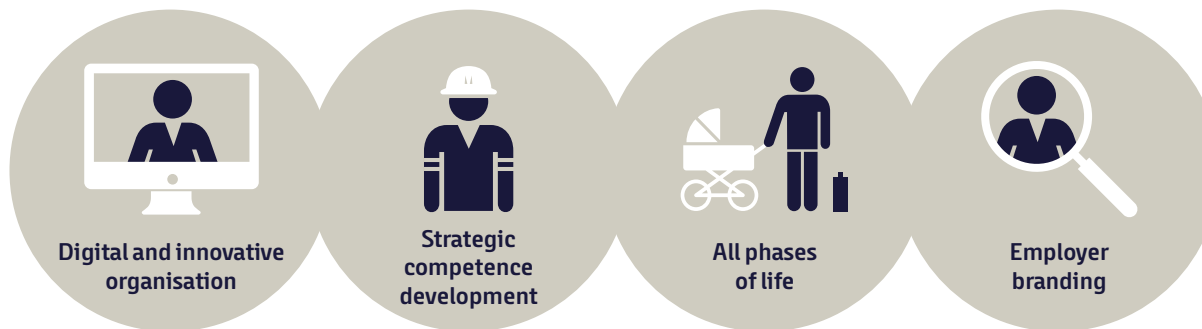 Digital and innovative
organisation
Strategic
competence
development
All phases
of life
Employer
branding